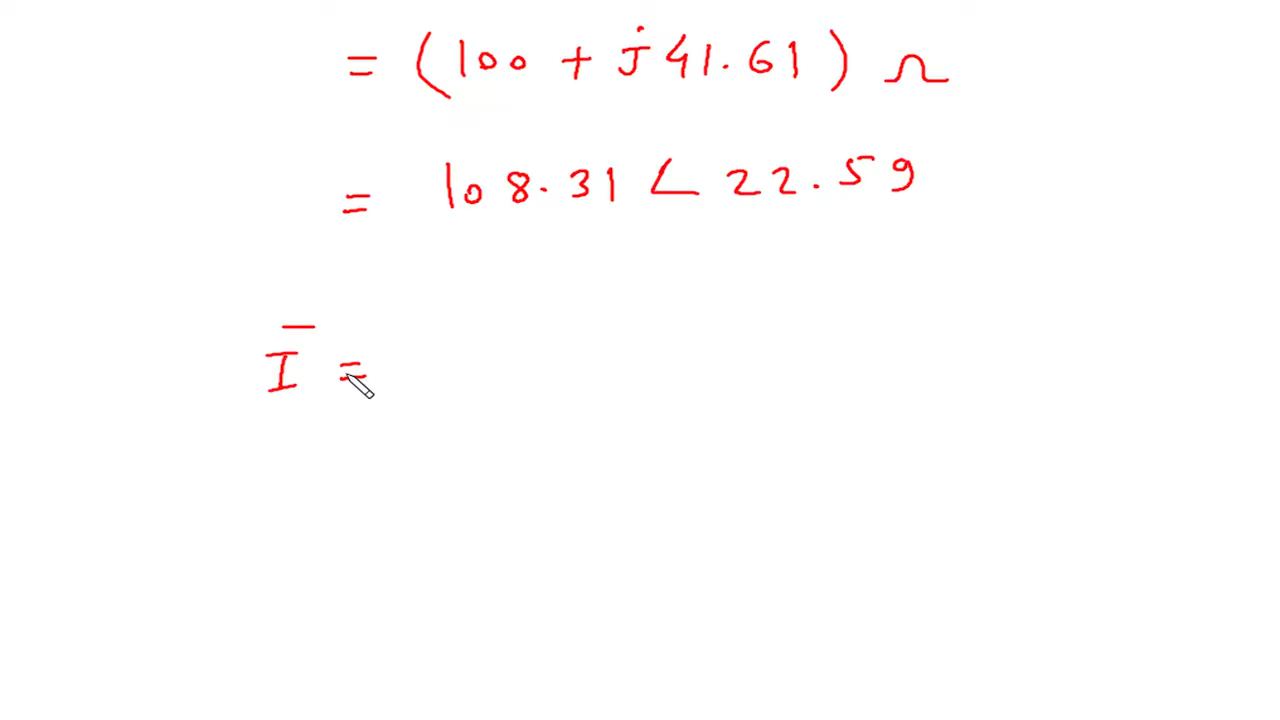 = (100 + j41.61) Ω
= 108.31 ∠ 22.59
I̅ =